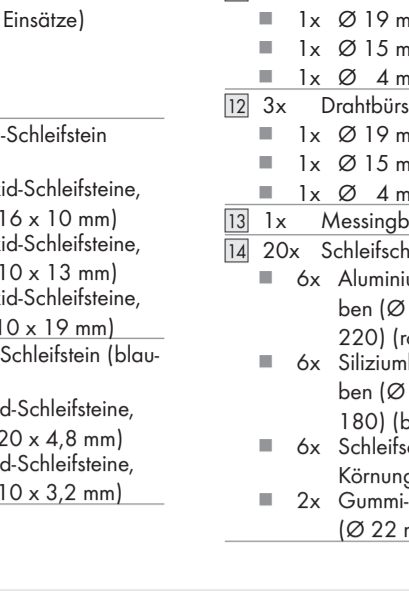 Einsätze)
-Schleifstein
id-Schleifsteine,
16 x 10 mm)
id-Schleifsteine,
10 x 13 mm)
id-Schleifsteine,
10 x 19 mm)
Schleifstein (blau-
d-Schleifsteine,
20 x 4,8 mm)
d-Schleifsteine,
10 x 3,2 mm)
■ 1x Ø 19 m
■ 1x Ø 15 m
■ 1x Ø 4 m
12 3x Drahtbürs
■ 1x Ø 19 m
■ 1x Ø 15 m
■ 1x Ø 4 m
13 1x Messingb
14 20x Schleifsch
■ 6x Aluminiu
ben (Ø
220) (r
■ 6x Silizium
ben (Ø
180) (b
■ 6x Schleifs
Körnung
■ 2x Gummi-
(Ø 22 m